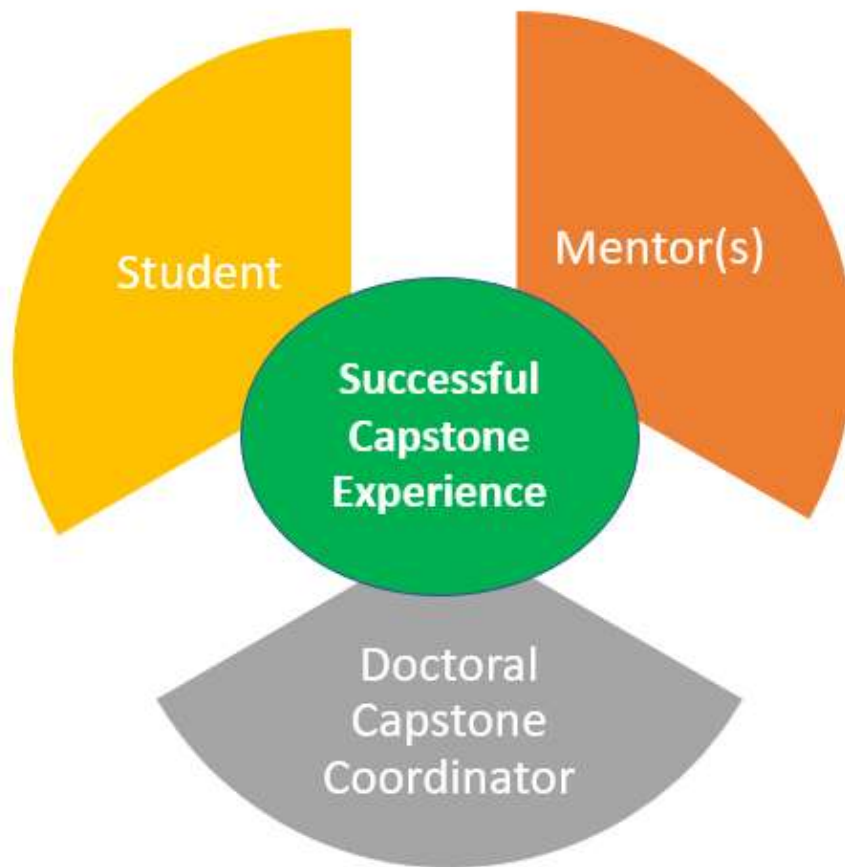 Student
Mentor(s)
Successful
Capstone
Experience
Doctoral
Capstone
Coordinator